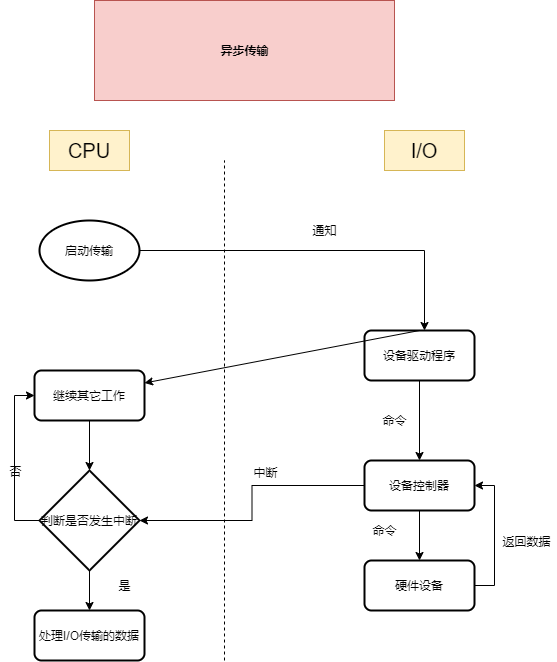 异步传输
CPU
I/O
启动传输
通知
设备驱动程序
继续其它工作
命令
否
中断
设备控制器
判断是否发生中断
命令
返回数据
是
硬件设备
处理I/O传输的数据